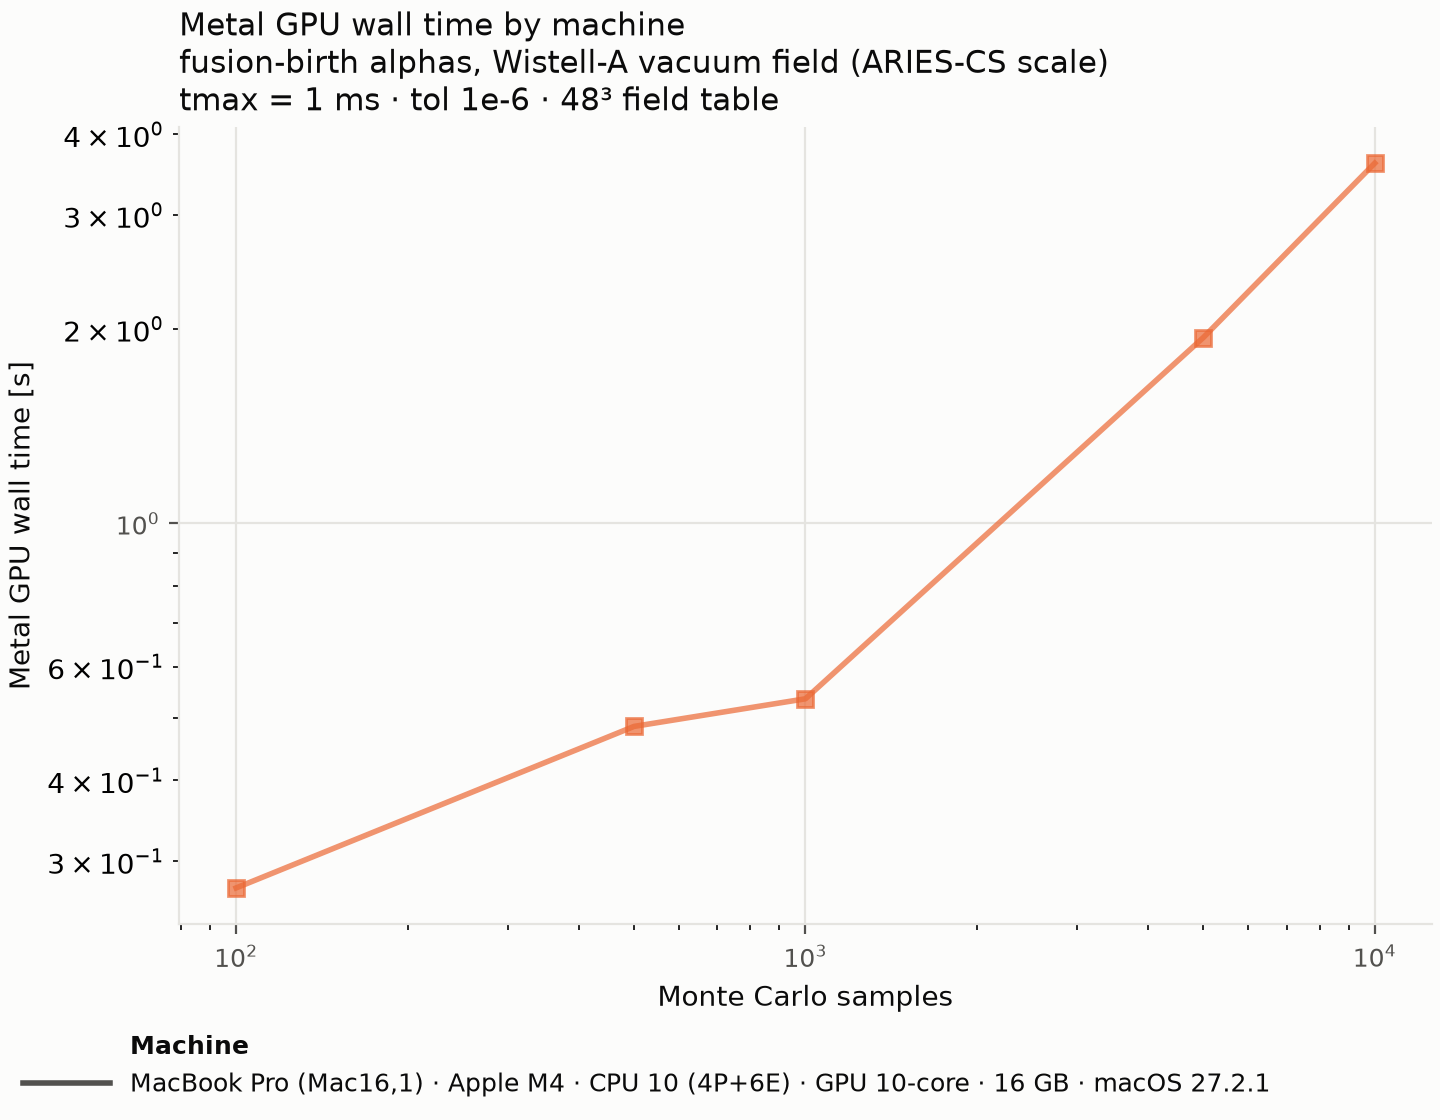 Metal GPU wall time by machine
fusion-birth alphas, Wistell-A vacuum field (ARIES-CS scale)
tmax = 1 ms · tol 1e-6 · 48³ field table
Metal GPU wall time [s]
4 × 10⁰
3 × 10⁰
2 × 10⁰
10⁰
6 × 10⁻¹
4 × 10⁻¹
3 × 10⁻¹
10² 10³ 10⁴
Monte Carlo samples
Machine
MacBook Pro (Mac16,1) · Apple M4 · CPU 10 (4P+6E) · GPU 10-core · 16 GB · macOS 27.2.1